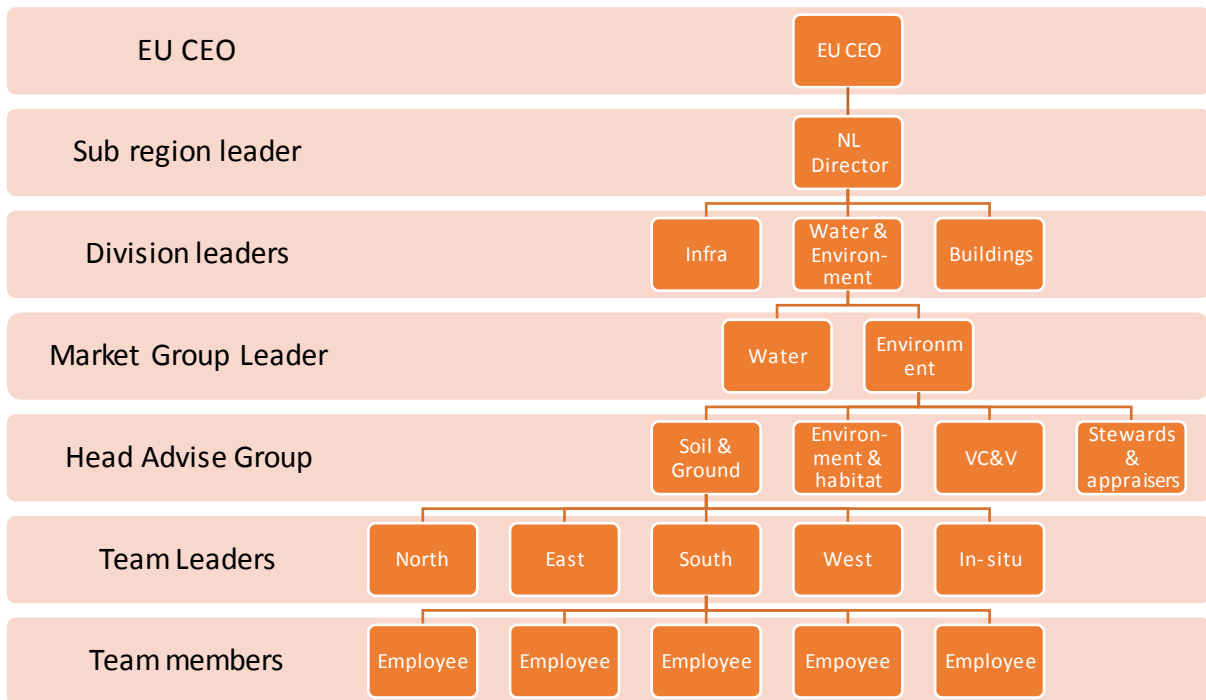 EU CEO
EU CEO
Sub region leader
NL
Director
Division leaders
Infra
Water &
Environ-
ment
Buildings
Market Group Leader
Water
Environm
ent
Head Advise Group
Soil &
Ground
Environ-
ment &
habitat
VC&V
Stewards
&
appraisers
Team Leaders
North
East
South
West
In-situ
Team members
Employee
Employee
Employee
Empoyee
Employee